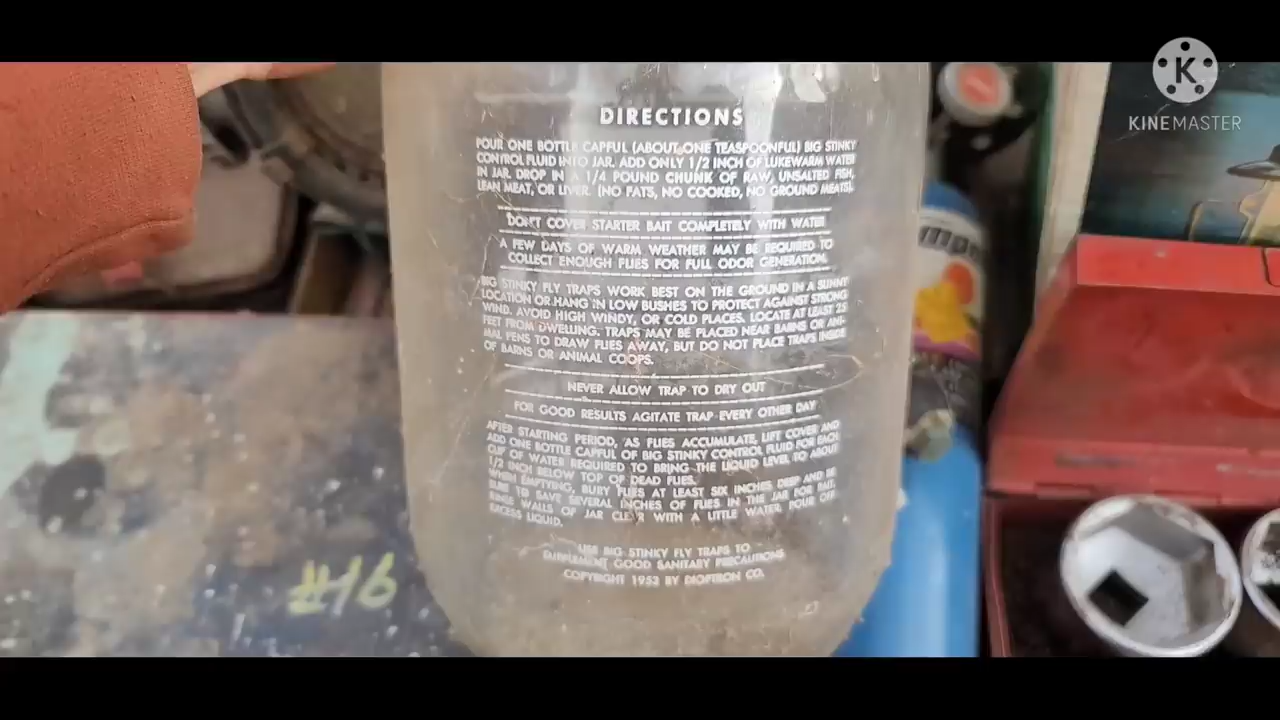 DIRECTIONS
POUR ONE BOTTLE CAPFUL (ABOUT ONE TEASPOONFUL) BIG STINKY
CONTROL FLUID INTO JAR. ADD ONLY 1/2 INCH OF LUKEWARM WATER
IN JAR. DROP IN A 1/4 POUND CHUNK OF RAW, UNSALTED FISH,
LEAN MEAT, OR LIVER. (NO FATS, NO COOKED, NO GROUND MEATS).
DON'T COVER STARTER BAIT COMPLETELY WITH WATER
A FEW DAYS OF WARM WEATHER MAY BE REQUIRED TO
COLLECT ENOUGH FLIES FOR FULL ODOR GENERATION.
BIG STINKY FLY TRAPS WORK BEST ON THE GROUND IN A SUNNY
LOCATION OR HANG IN LOW BUSHES TO PROTECT AGAINST STRONG
WIND. AVOID HIGH WINDY, OR COLD PLACES. LOCATE AT LEAST 25
FEET FROM DWELLING. TRAPS MAY BE PLACED NEAR BARNS OR ANI-
MAL PENS TO DRAW FLIES AWAY, BUT DO NOT PLACE TRAPS INSIDE
OF BARNS OR ANIMAL COOPS.
NEVER ALLOW TRAP TO DRY OUT
FOR GOOD RESULTS AGITATE TRAP EVERY OTHER DAY
AFTER STARTING PERIOD, AS FLIES ACCUMULATE, LIFT COVER AND
ADD ONE BOTTLE CAPFUL OF BIG STINKY CONTROL FLUID FOR EACH
CUP OF WATER REQUIRED TO BRING THE LIQUID LEVEL TO ABOUT
1/2 INCH BELOW TOP OF DEAD FLIES.
WHEN EMPTYING, BURY FLIES AT LEAST SIX INCHES DEEP AND BE
SURE TO SAVE SEVERAL INCHES OF FLIES IN THE JAR FOR BAIT.
RINSE WALLS OF JAR CLEAR WITH A LITTLE WATER. POUR OFF
EXCESS LIQUID.
USE BIG STINKY FLY TRAPS TO
SUPPLEMENT GOOD SANITARY PRECAUTIONS
COPYRIGHT 1953 BY DIOPTRON CO.
#16
K
KINEMASTER